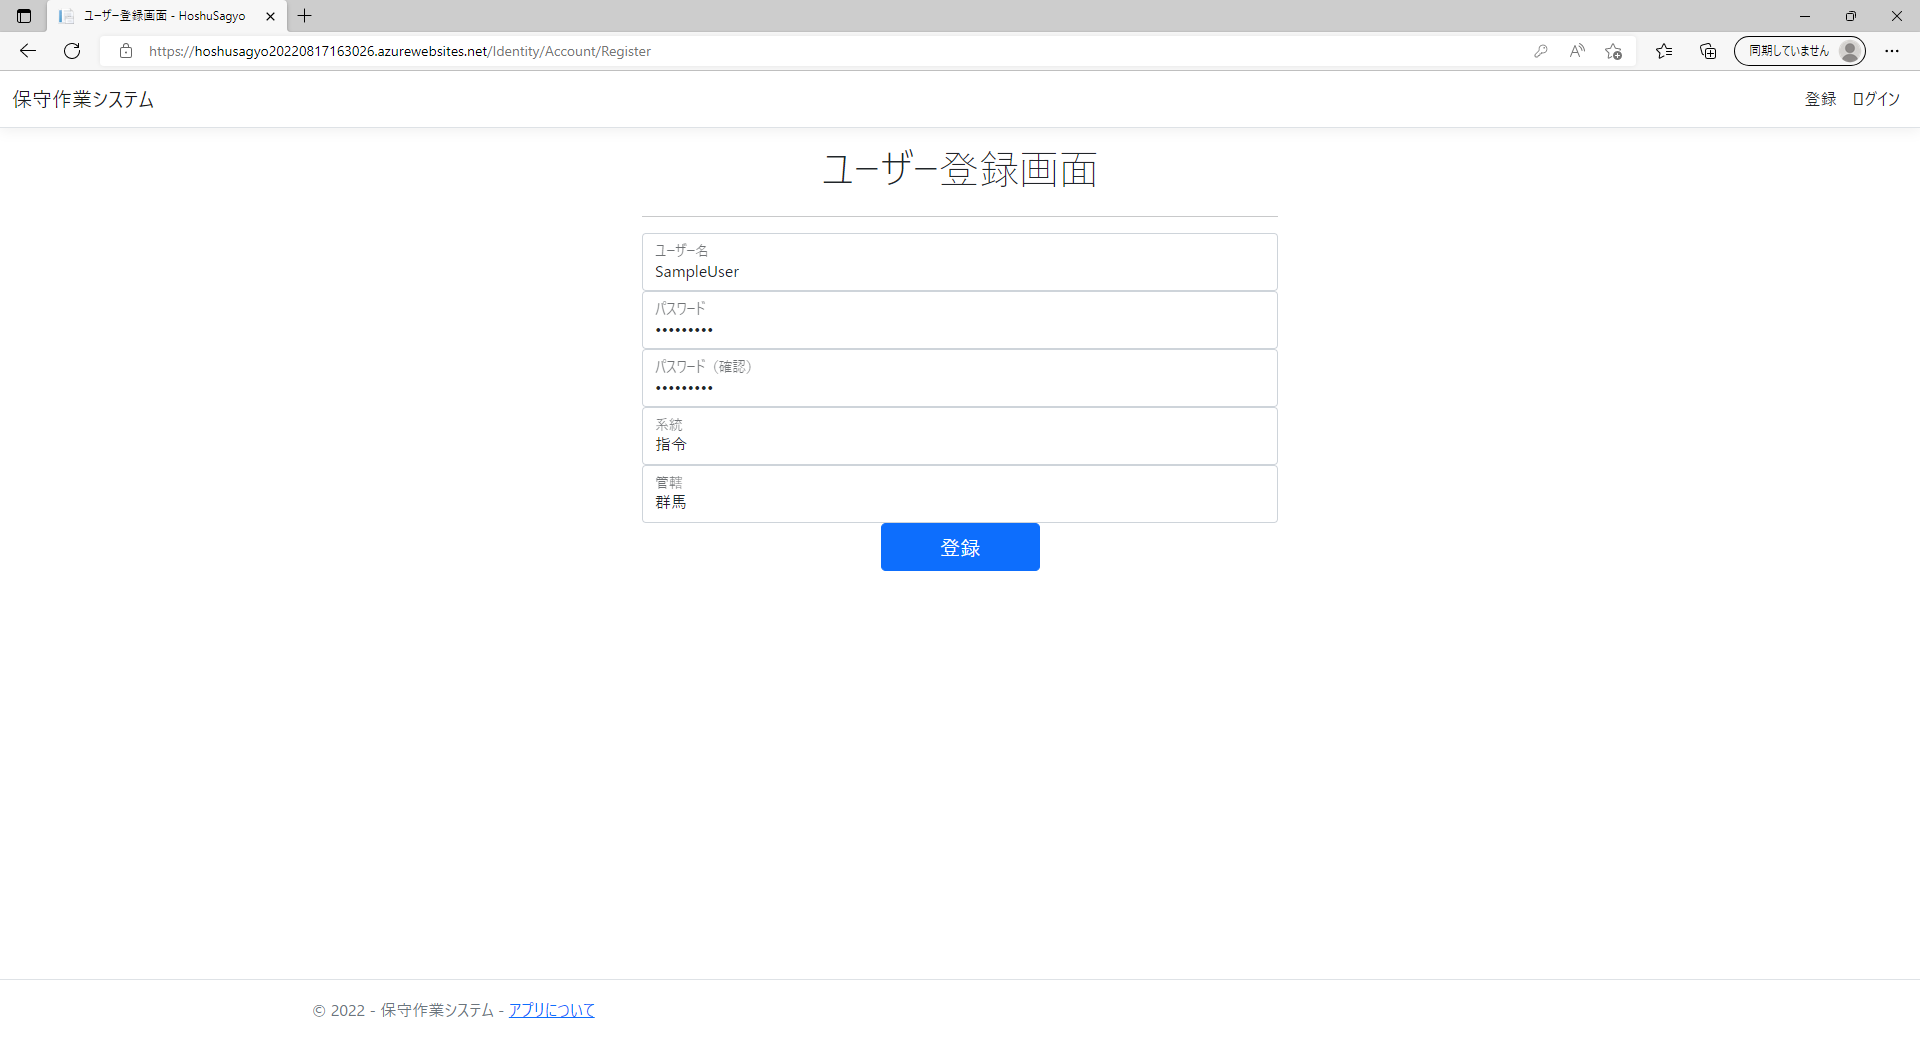 ユーザー登録画面 - HoshuSagyo
https://hoshusagyo20220817163026.azurewebsites.net/Identity/Account/Register
同期していません
保守作業システム
登録 ログイン
ユーザー登録画面
ユーザー名
SampleUser
パスワード
•••••••••
パスワード（確認）
•••••••••
系統
指令
管轄
群馬
登録
© 2022 - 保守作業システム - アプリについて